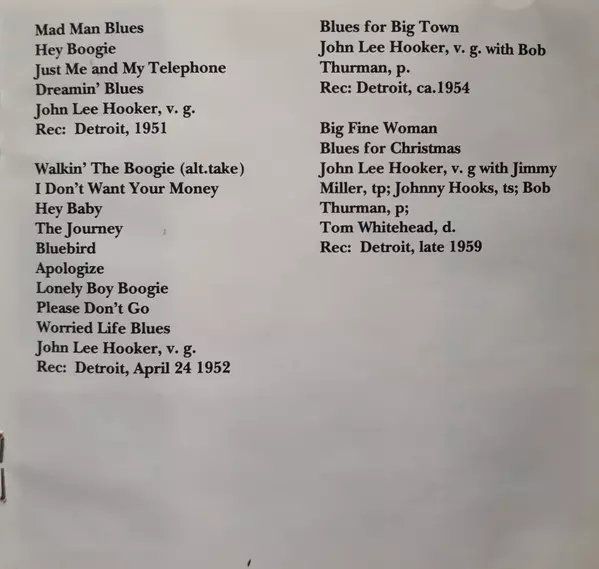 Mad Man Blues
Hey Boogie
Just Me and My Telephone
Dreamin' Blues
John Lee Hooker, v. g.
Rec: Detroit, 1951
Walkin' The Boogie (alt.take)
I Don't Want Your Money
Hey Baby
The Journey
Bluebird
Apologize
Lonely Boy Boogie
Please Don't Go
Worried Life Blues
John Lee Hooker, v. g.
Rec: Detroit, April 24 1952
Blues for Big Town
John Lee Hooker, v. g. with Bob
Thurman, p.
Rec: Detroit, ca.1954
Big Fine Woman
Blues for Christmas
John Lee Hooker, v. g with Jimmy
Miller, tp; Johnny Hooks, ts; Bob
Thurman, p;
Tom Whitehead, d.
Rec: Detroit, late 1959